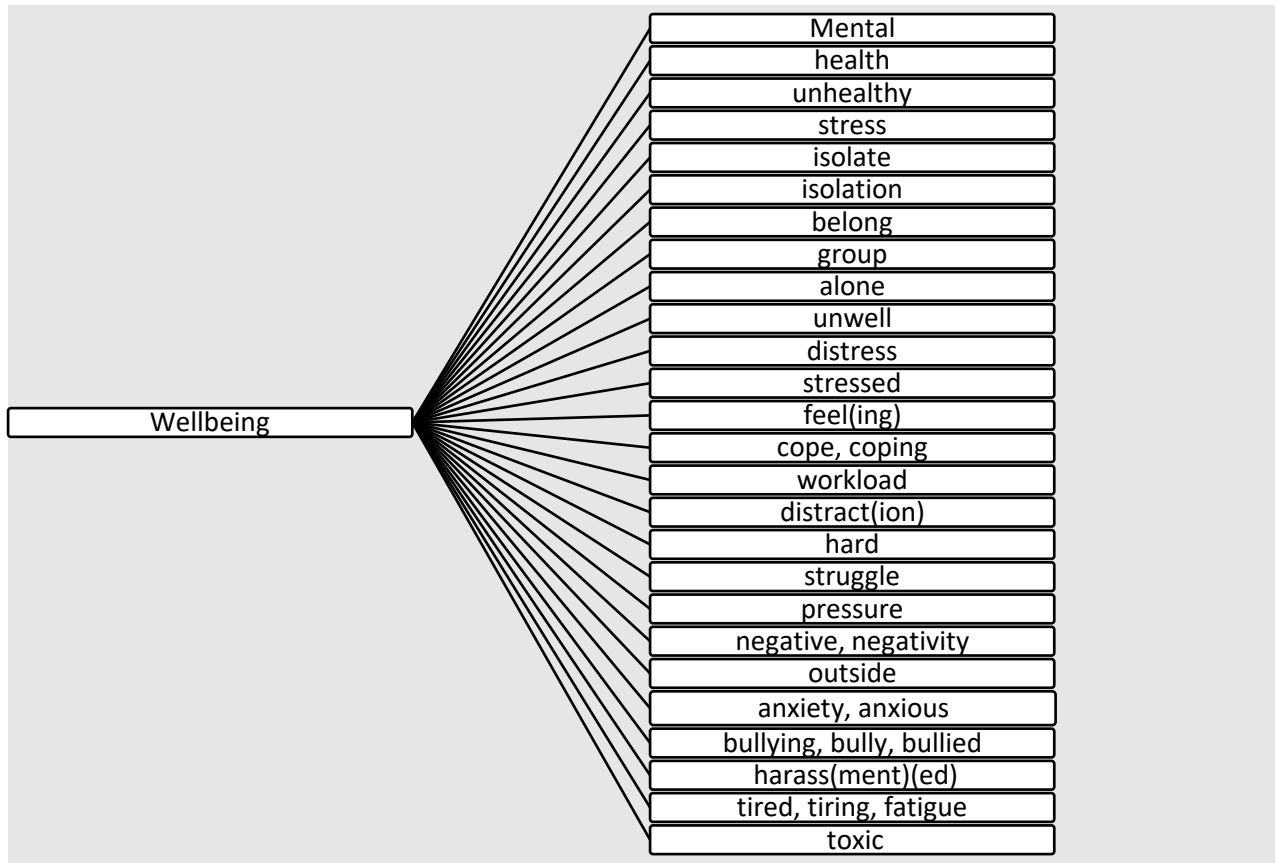 Mental
health
unhealthy
stress
isolate
isolation
belong
group
alone
unwell
distress
stressed
Wellbeing
feel(ing)
cope, coping
workload
distract(ion)
hard
struggle
pressure
negative, negativity
outside
anxiety, anxious
bullying, bully, bullied
harass(ment)(ed)
tired, tiring, fatigue
toxic